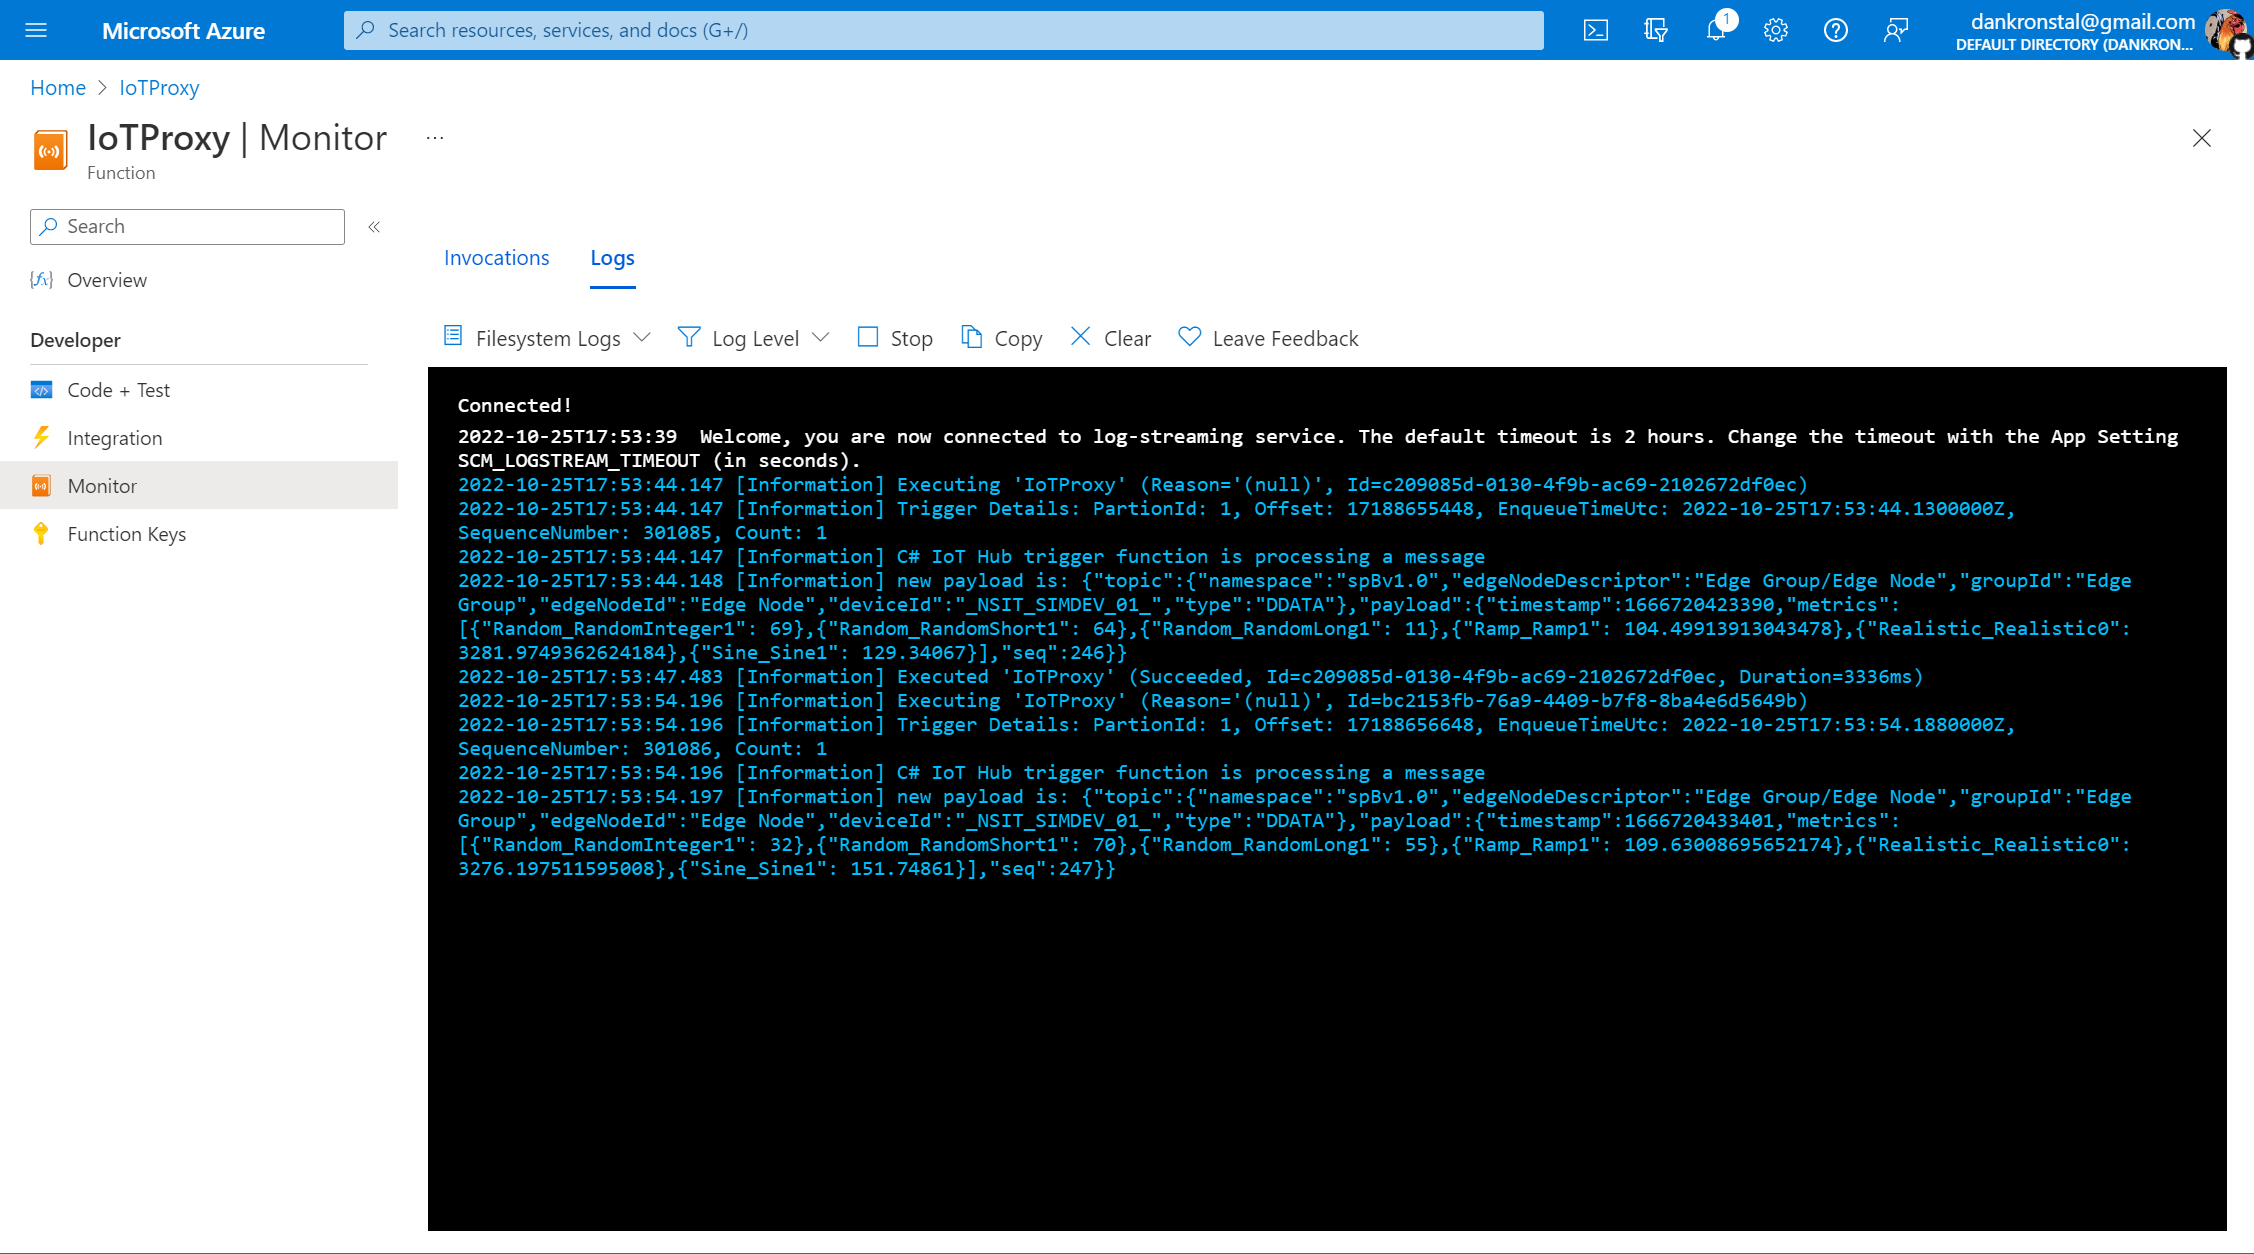 Microsoft Azure
Search resources, services, and docs (G+/)
1
dankronstal@gmail.com
DEFAULT DIRECTORY (DANKRON...
Home > IoTProxy
IoTProxy | Monitor ...
Function
Search
«
Overview
Developer
Code + Test
Integration
Monitor
Function Keys
Invocations Logs
Filesystem Logs Log Level Stop Copy Clear Leave Feedback
Connected!
2022-10-25T17:53:39  Welcome, you are now connected to log-streaming service. The default timeout is 2 hours. Change the timeout with the App Setting
SCM_LOGSTREAM_TIMEOUT (in seconds).
2022-10-25T17:53:44.147 [Information] Executing 'IoTProxy' (Reason='(null)', Id=c209085d-0130-4f9b-ac69-2102672df0ec)
2022-10-25T17:53:44.147 [Information] Trigger Details: PartionId: 1, Offset: 17188655448, EnqueueTimeUtc: 2022-10-25T17:53:44.1300000Z,
SequenceNumber: 301085, Count: 1
2022-10-25T17:53:44.147 [Information] C# IoT Hub trigger function is processing a message
2022-10-25T17:53:44.148 [Information] new payload is: {"topic":{"namespace":"spBv1.0","edgeNodeDescriptor":"Edge Group/Edge Node","groupId":"Edge
Group","edgeNodeId":"Edge Node","deviceId":"_NSIT_SIMDEV_01_","type":"DDATA"},"payload":{"timestamp":1666720423390,"metrics":
[{"Random_RandomInteger1": 69},{"Random_RandomShort1": 64},{"Random_RandomLong1": 11},{"Ramp_Ramp1": 104.49913913043478},{"Realistic_Realistic0":
3281.9749362624184},{"Sine_Sine1": 129.34067}],"seq":246}}
2022-10-25T17:53:47.483 [Information] Executed 'IoTProxy' (Succeeded, Id=c209085d-0130-4f9b-ac69-2102672df0ec, Duration=3336ms)
2022-10-25T17:53:54.196 [Information] Executing 'IoTProxy' (Reason='(null)', Id=bc2153fb-76a9-4409-b7f8-8ba4e6d5649b)
2022-10-25T17:53:54.196 [Information] Trigger Details: PartionId: 1, Offset: 17188656648, EnqueueTimeUtc: 2022-10-25T17:53:54.1880000Z,
SequenceNumber: 301086, Count: 1
2022-10-25T17:53:54.196 [Information] C# IoT Hub trigger function is processing a message
2022-10-25T17:53:54.197 [Information] new payload is: {"topic":{"namespace":"spBv1.0","edgeNodeDescriptor":"Edge Group/Edge Node","groupId":"Edge
Group","edgeNodeId":"Edge Node","deviceId":"_NSIT_SIMDEV_01_","type":"DDATA"},"payload":{"timestamp":1666720433401,"metrics":
[{"Random_RandomInteger1": 32},{"Random_RandomShort1": 70},{"Random_RandomLong1": 55},{"Ramp_Ramp1": 109.63008695652174},{"Realistic_Realistic0":
3276.197511595008},{"Sine_Sine1": 151.74861}],"seq":247}}